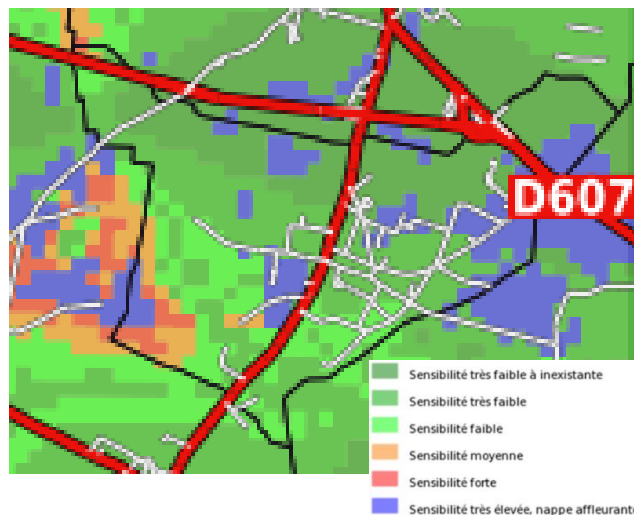 D607
Sensibilité très faible à inexistante
Sensibilité très faible
Sensibilité faible
Sensibilité moyenne
Sensibilité forte
Sensibilité très élevée, nappe affleurante